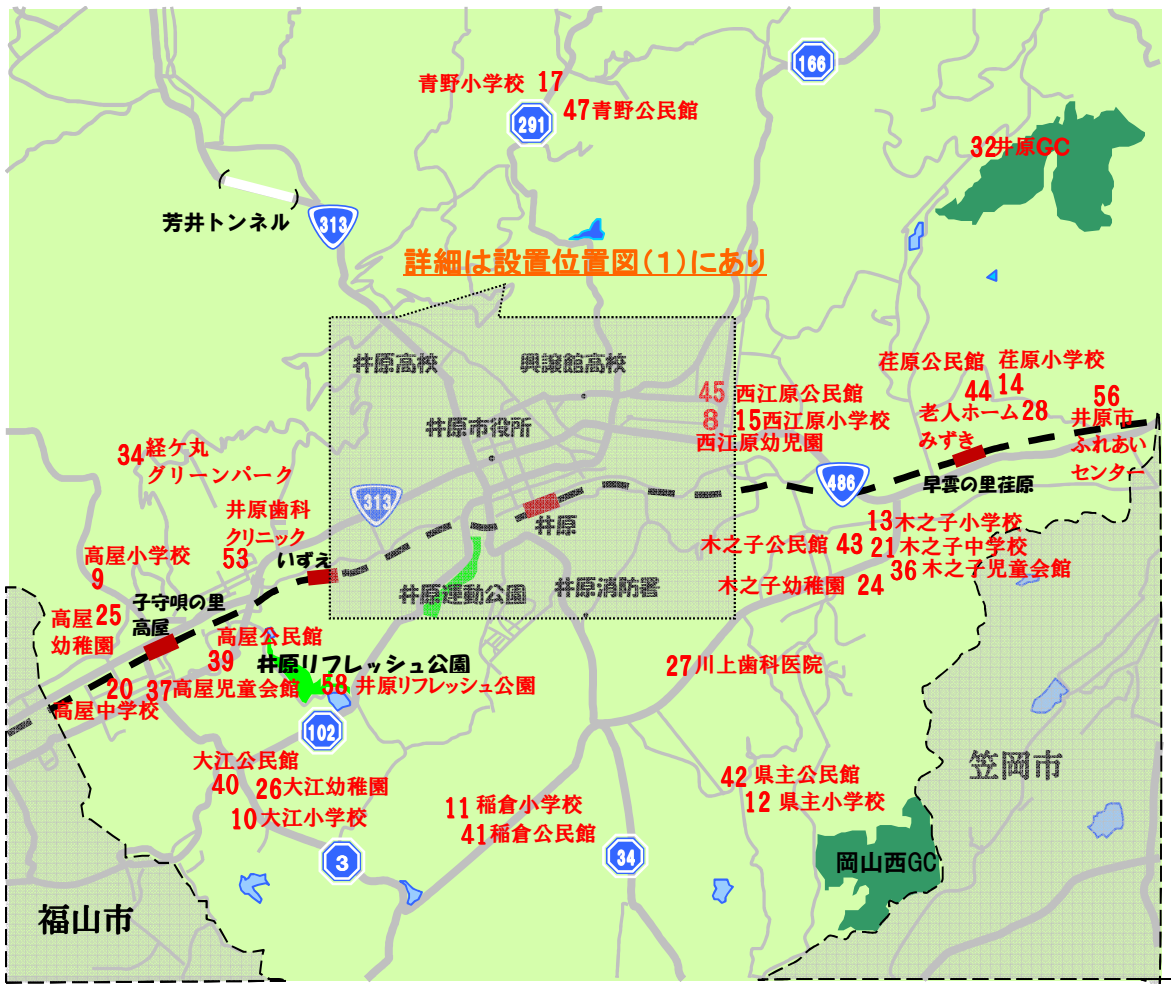 青野小学校 17
47青野公民館
166
291
32井原GC
芳井トンネル
313
詳細は設置位置図(1)にあり
井原高校
興譲館高校
荏原公民館
44
荏原小学校
14
56
井原市
ふれあい
センター
45 西江原公民館
8 15西江原小学校
西江原幼児園
老人ホーム28
みずき
井原市役所
34 経ケ丸
グリーンパーク
313
486
早雲の里荏原
井原歯科
クリニック
53
井原
13木之子小学校
木之子公民館 43
21木之子中学校
36木之子児童会館
木之子幼稚園 24
高屋小学校
9
いずえ
井原運動公園
井原消防署
子守唄の里
高屋
高屋25
幼稚園
高屋公民館
39
井原リフレッシュ公園
27川上歯科医院
20
高屋中学校
37高屋児童会館
58 井原リフレッシュ公園
102
大江公民館
40
26大江幼稚園
10大江小学校
笠岡市
42 県主公民館
12 県主小学校
11 稲倉小学校
41稲倉公民館
3
34
岡山西GC
福山市